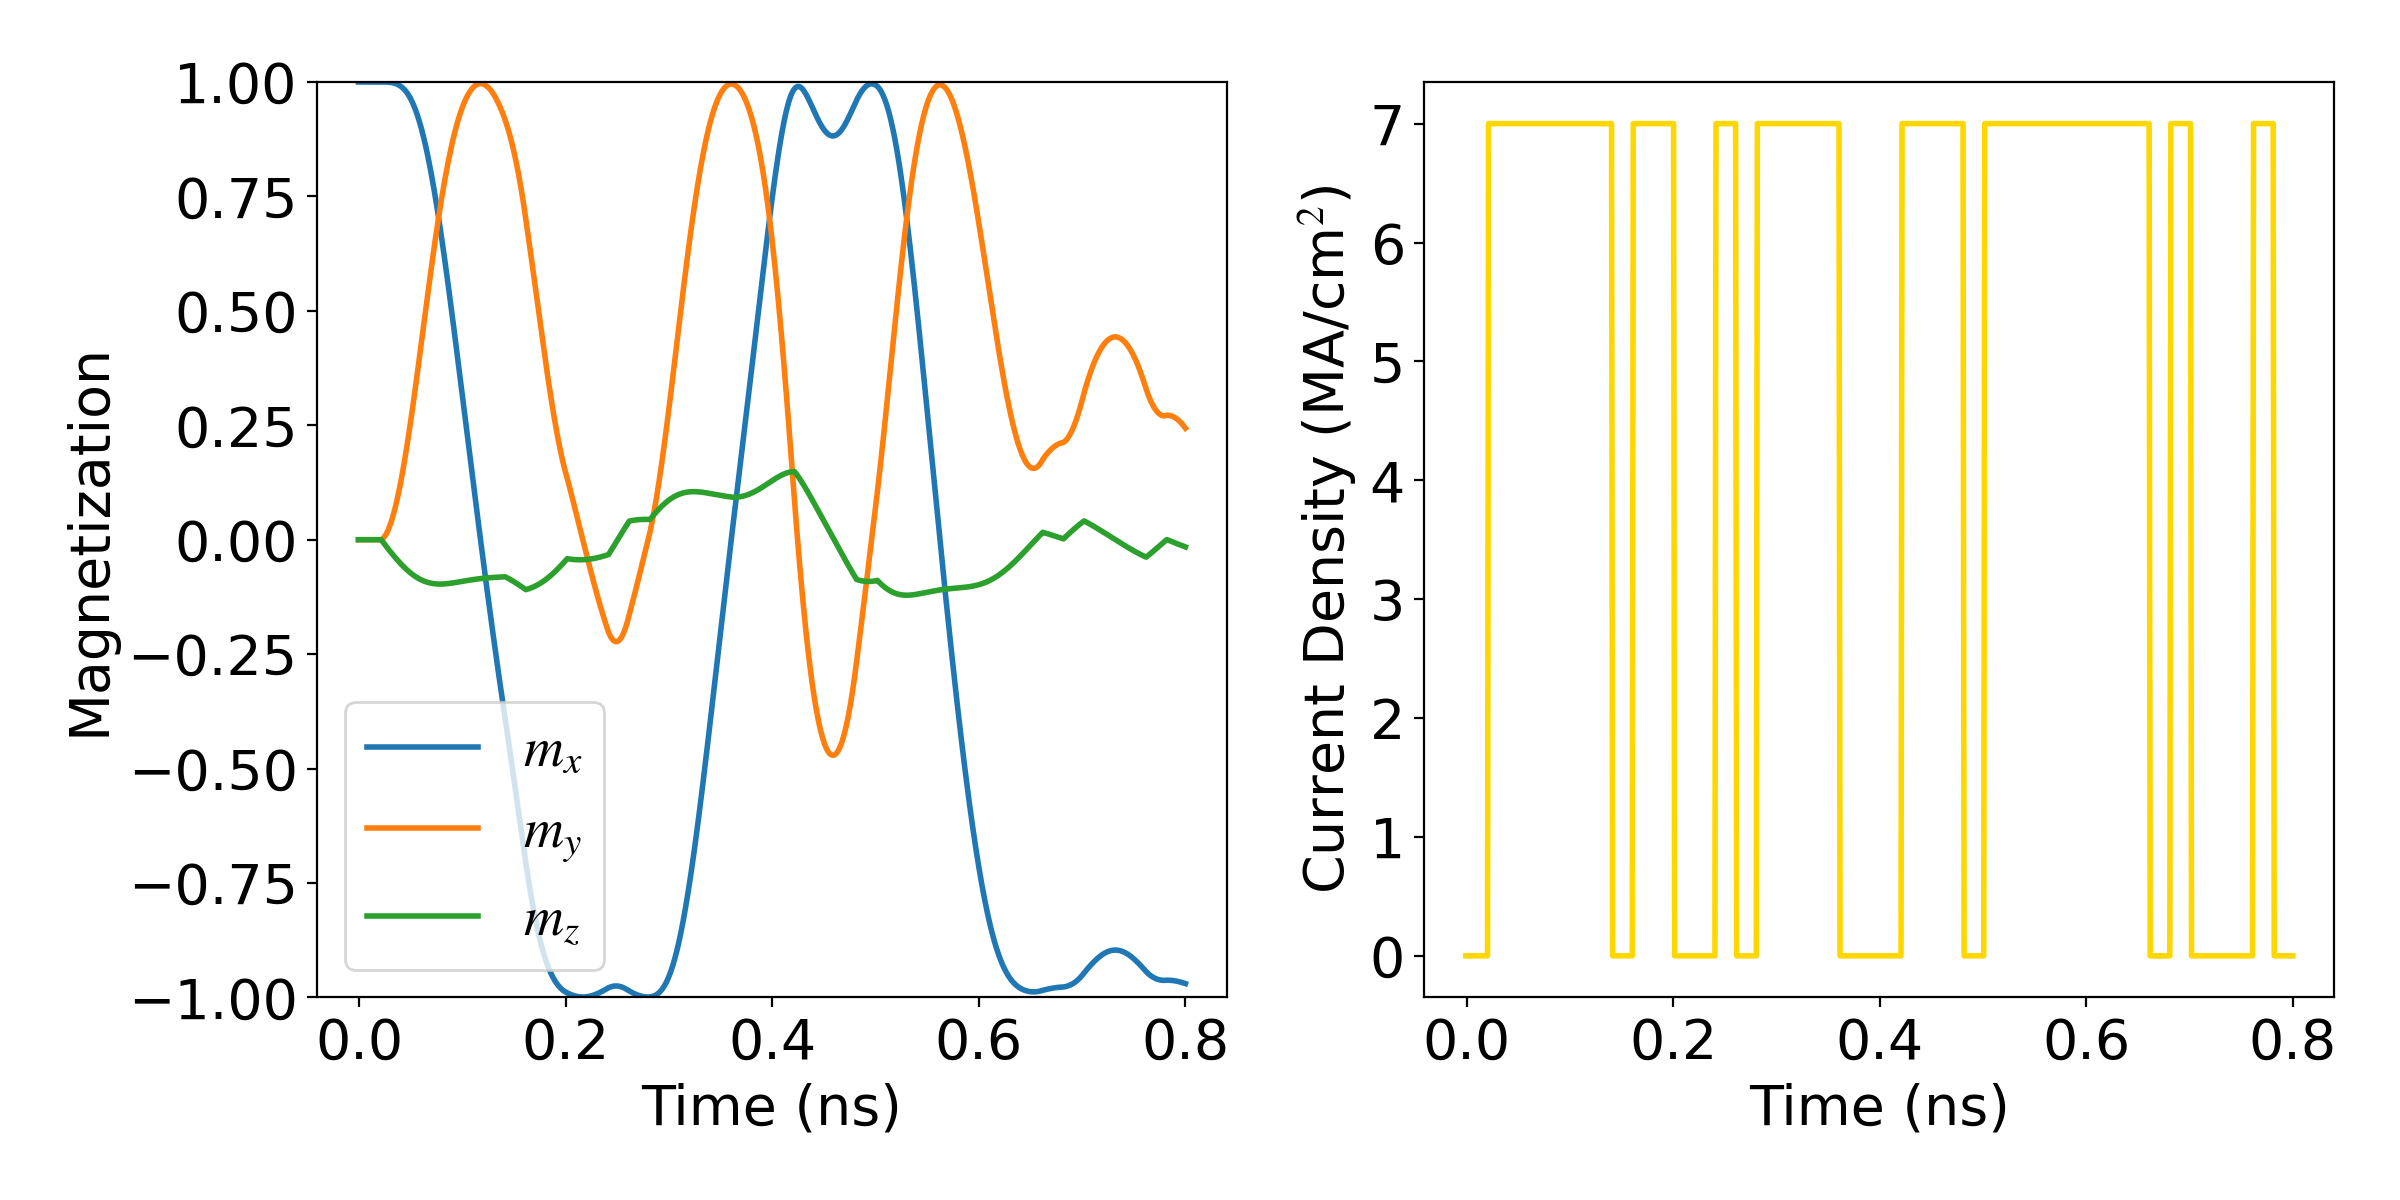 Magnetization
1.00
0.75
0.50
0.25
0.00
−0.25
−0.50
−0.75
−1.00
0.0 0.2 0.4 0.6 0.8
Time (ns)
m_x
m_y
m_z
Current Density (MA/cm²)
7
6
5
4
3
2
1
0
0.0 0.2 0.4 0.6 0.8
Time (ns)